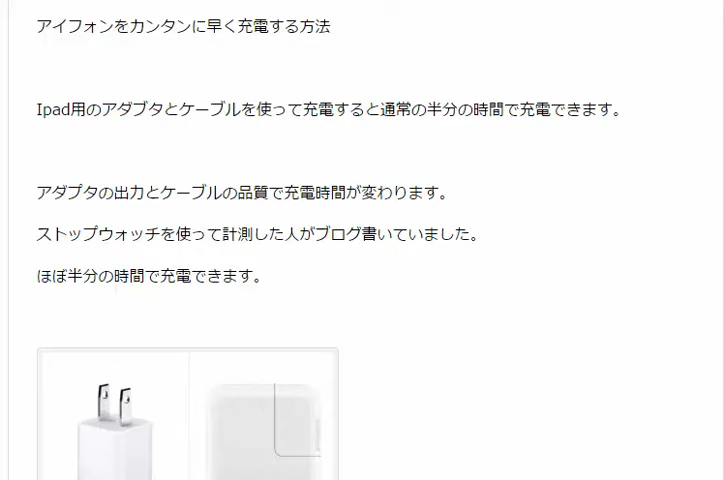 アイフォンをカンタンに早く充電する方法
Ipad用のアダプタとケーブルを使って充電すると通常の半分の時間で充電できます。
アダプタの出力とケーブルの品質で充電時間が変わります。
ストップウォッチを使って計測した人がブログ書いていました。
ほぼ半分の時間で充電できます。